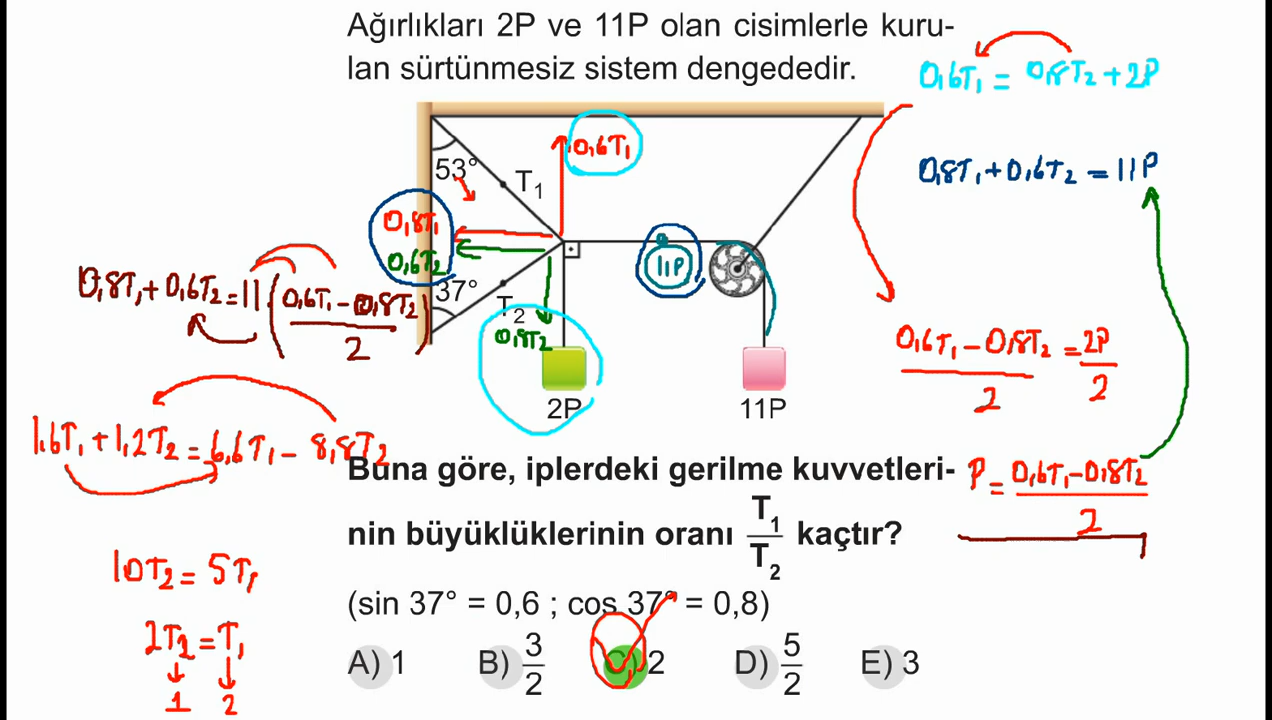 Ağırlıkları 2P ve 11P olan cisimlerle kuru-
lan sürtünmesiz sistem dengededir.
0,6T₁ = 0,8T₂ + 2P
0,8T₁ + 0,6T₂ = 11P
53°
T₁
0,6T₁
0,8T₁
0,6T₂
11P
37°
T₂
0,8T₂
2P
11P
0,8T₁ + 0,6T₂ = 11 (0,6T₁ - 0,8T₂ / 2)
0,6T₁ - 0,8T₂ / 2 = 2P / 2
1,6T₁ + 1,2T₂ = 6,6T₁ - 8,8T₂
P = 0,6T₁ - 0,8T₂ / 2
Buna göre, iplerdeki gerilme kuvvetleri-
nin büyüklüklerinin oranı T₁/T₂ kaçtır?
10T₂ = 5T₁
2T₂ = T₁
1 2
(sin 37° = 0,6 ; cos 37° = 0,8)
A) 1 B) 3/2 C) 2 D) 5/2 E) 3